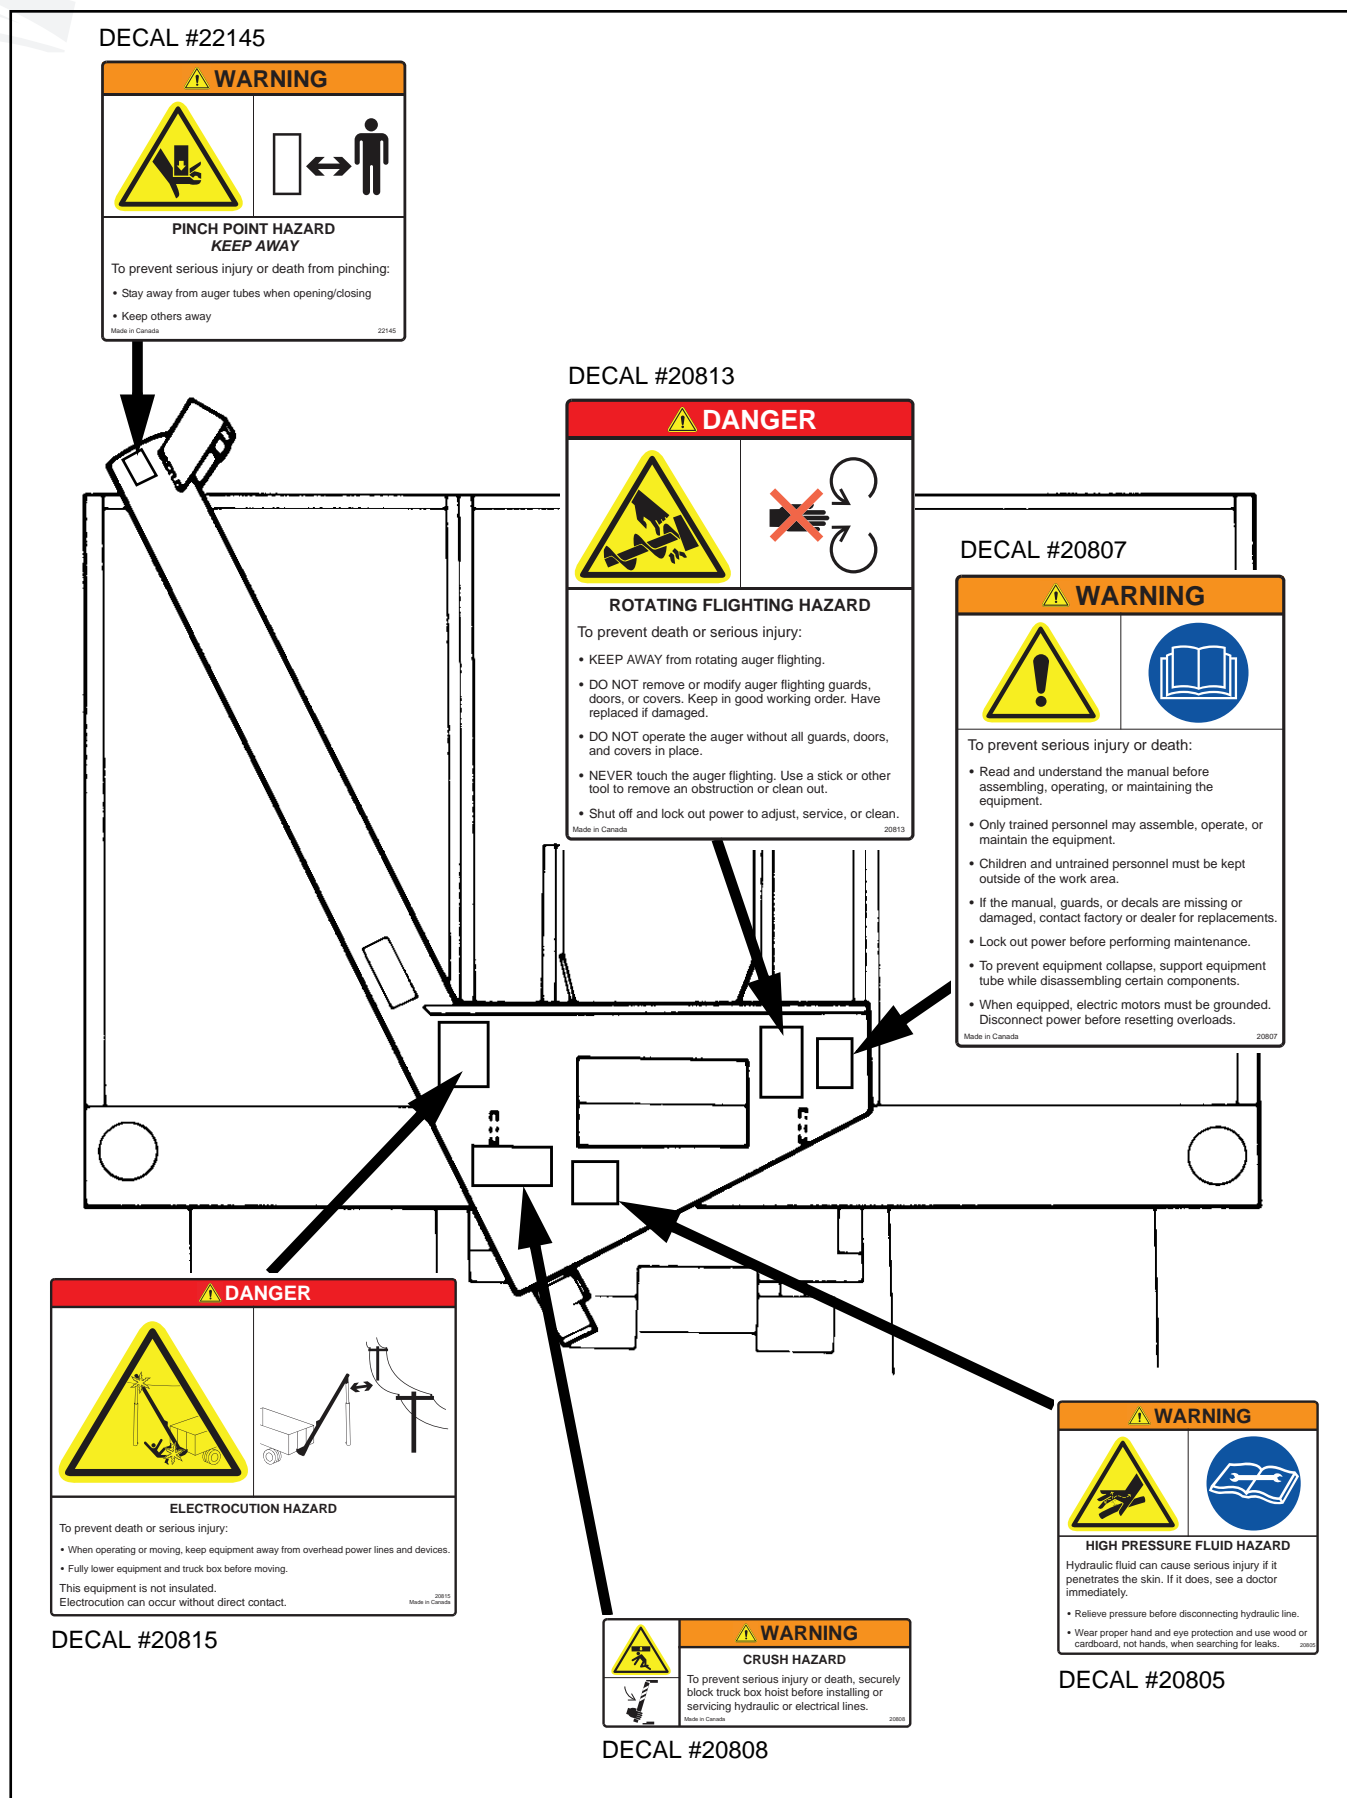 DECAL #22145
WARNING
PINCH POINT HAZARD
KEEP AWAY
To prevent serious injury or death from pinching:
• Stay away from auger tubes when opening/closing
• Keep others away
Made in Canada 22145
DECAL #20813
DANGER
ROTATING FLIGHTING HAZARD
To prevent death or serious injury:
• KEEP AWAY from rotating auger flighting.
• DO NOT remove or modify auger flighting guards,
doors, or covers. Keep in good working order. Have
replaced if damaged.
• DO NOT operate the auger without all guards, doors,
and covers in place.
• NEVER touch the auger flighting. Use a stick or other
tool to remove an obstruction or clean out.
• Shut off and lock out power to adjust, service, or clean.
Made in Canada 20813
DECAL #20807
WARNING
To prevent serious injury or death:
• Read and understand the manual before
assembling, operating, or maintaining the
equipment.
• Only trained personnel may assemble, operate, or
maintain the equipment.
• Children and untrained personnel must be kept
outside of the work area.
• If the manual, guards, or decals are missing or
damaged, contact factory or dealer for replacements.
• Lock out power before performing maintenance.
• To prevent equipment collapse, support equipment
tube while disassembling certain components.
• When equipped, electric motors must be grounded.
Disconnect power before resetting overloads.
Made in Canada 20807
DANGER
ELECTROCUTION HAZARD
To prevent death or serious injury:
• When operating or moving, keep equipment away from overhead power lines and devices.
• Fully lower equipment and truck box before moving.
This equipment is not insulated.
Electrocution can occur without direct contact.
20815
Made in Canada
DECAL #20815
WARNING
CRUSH HAZARD
To prevent serious injury or death, securely
block truck box hoist before installing or
servicing hydraulic or electrical lines.
Made in Canada 20808
DECAL #20808
WARNING
HIGH PRESSURE FLUID HAZARD
Hydraulic fluid can cause serious injury if it
penetrates the skin. If it does, see a doctor
immediately.
• Relieve pressure before disconnecting hydraulic line.
• Wear proper hand and eye protection and use wood or
cardboard, not hands, when searching for leaks. 20805
DECAL #20805